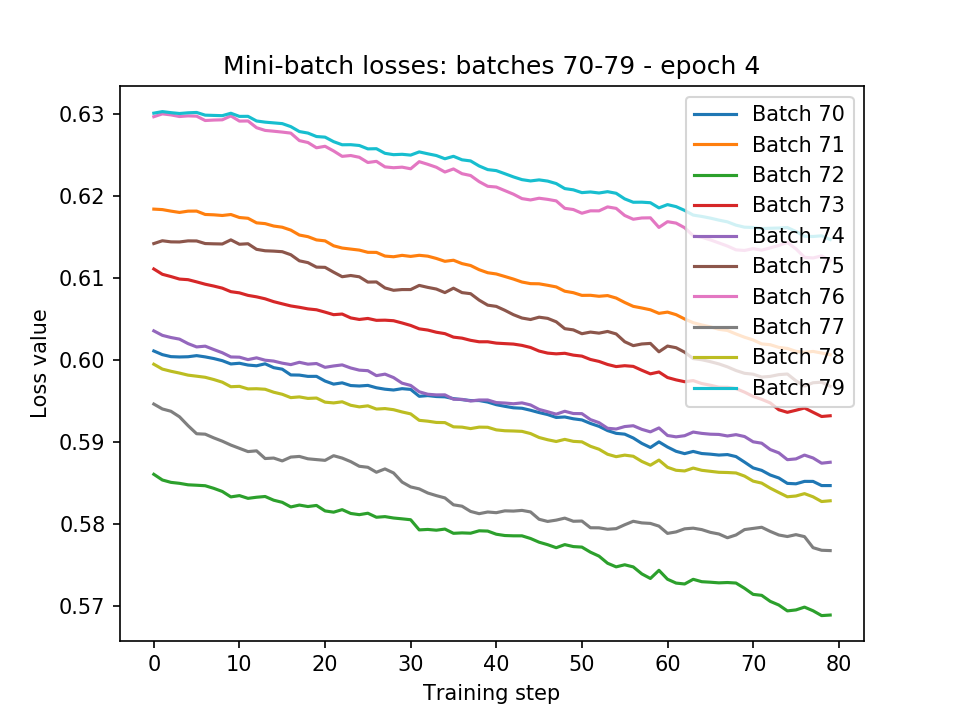 Mini-batch losses: batches 70-79 - epoch 4
Loss value
0.63
0.62
0.61
0.60
0.59
0.58
0.57
Batch 70
Batch 71
Batch 72
Batch 73
Batch 74
Batch 75
Batch 76
Batch 77
Batch 78
Batch 79
0 10 20 30 40 50 60 70 80
Training step